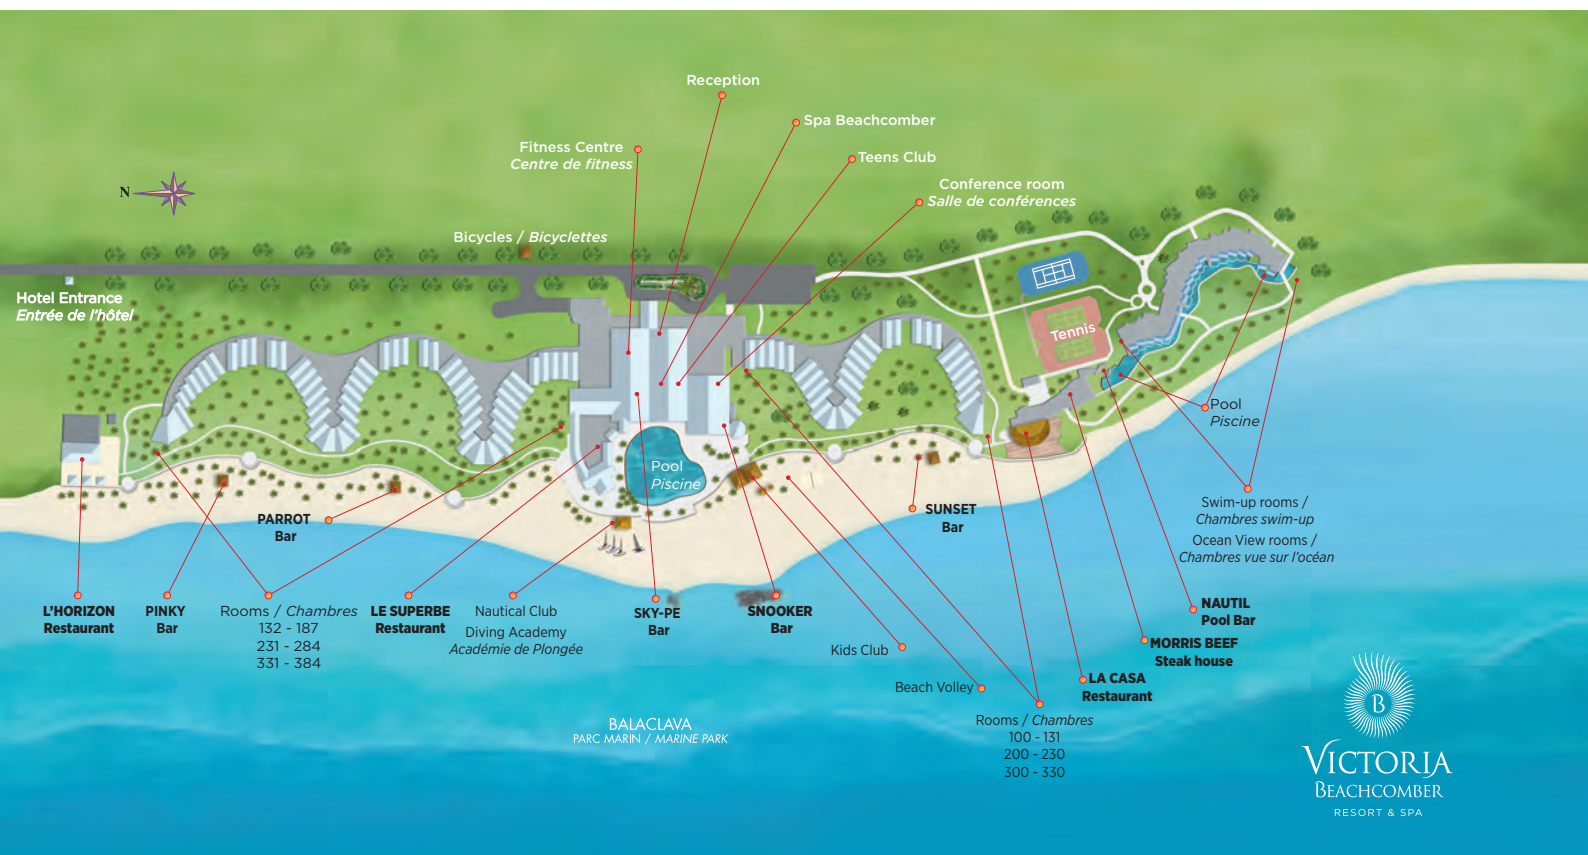 Reception
Spa Beachcomber
Fitness Centre
Centre de fitness
Teens Club
Conference room
Salle de conférences
N
Bicycles / Bicyclettes
Hotel Entrance
Entrée de l'hôtel
Tennis
Pool
Piscine
Pool
Piscine
Swim-up rooms /
Chambres swim-up
Ocean View rooms /
Chambres vue sur l'océan
PARROT
Bar
SUNSET
Bar
L'HORIZON
Restaurant
PINKY
Bar
Rooms / Chambres
132 - 187
231 - 284
331 - 384
LE SUPERBE
Restaurant
Nautical Club
Diving Academy
Académie de Plongée
SKY-PE
Bar
SNOOKER
Bar
Kids Club
Beach Volley
Rooms / Chambres
100 - 131
200 - 230
300 - 330
NAUTIL
Pool Bar
MORRIS BEEF
Steak house
LA CASA
Restaurant
BALACLAVA
PARC MARIN / MARINE PARK
B
VICTORIA
BEACHCOMBER
RESORT & SPA